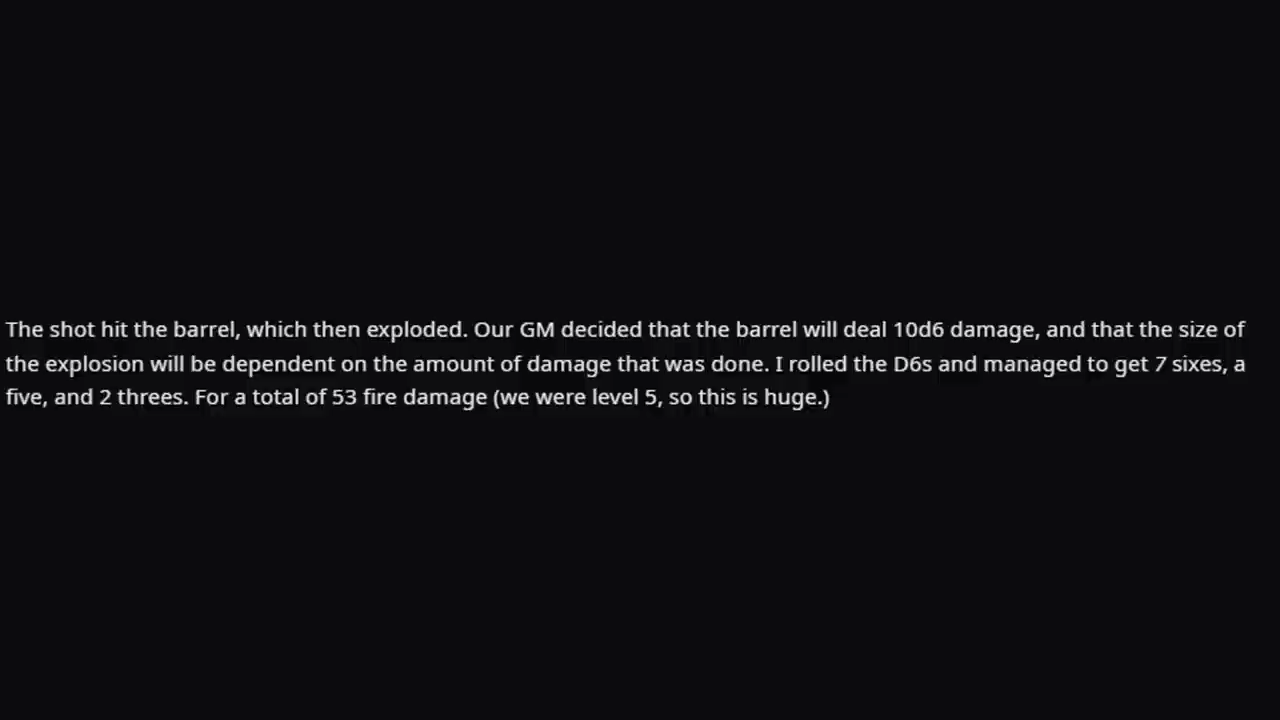 The shot hit the barrel, which then exploded. Our GM decided that the barrel will deal 10d6 damage, and that the size of
the explosion will be dependent on the amount of damage that was done. I rolled the D6s and managed to get 7 sixes, a
five, and 2 threes. For a total of 53 fire damage (we were level 5, so this is huge.)